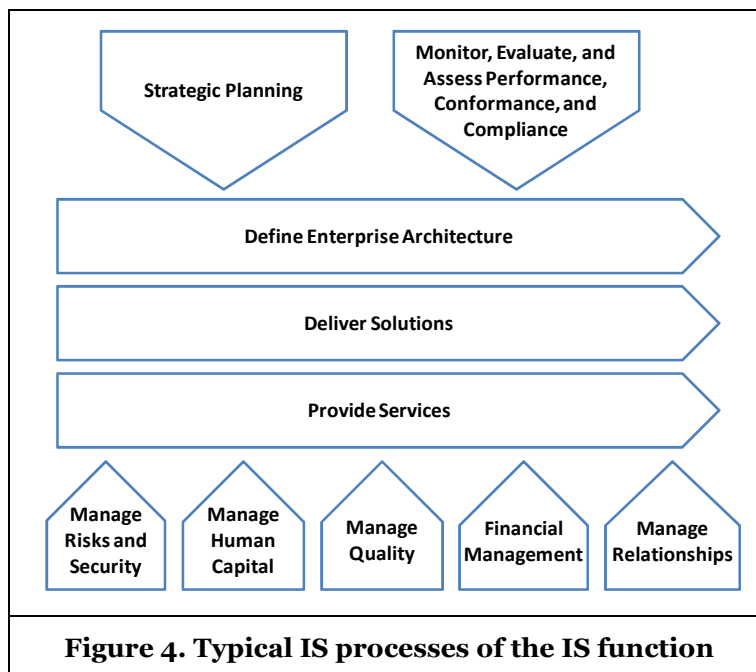 Strategic Planning
Monitor, Evaluate, and
Assess Performance,
Conformance, and
Compliance
Define Enterprise Architecture
Deliver Solutions
Provide Services
Manage
Risks and
Security
Manage
Human
Capital
Manage
Quality
Financial
Management
Manage
Relationships
Figure 4. Typical IS processes of the IS function